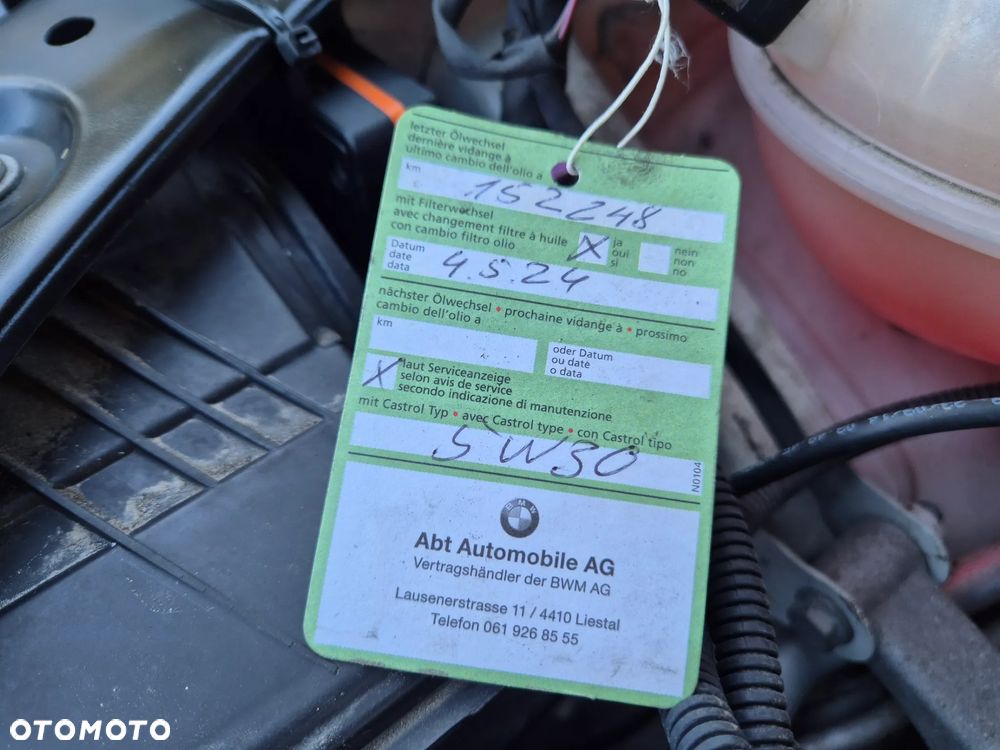 letzter Ölwechsel
dernière vidange à
ultimo cambio dell'olio a
km 152248
mit Filterwechsel
avec changement filtre à huile
con cambio filtro olio
X ja
oui
si
nein
non
no
Datum
date
data
4.5.24
nächster Ölwechsel • prochaine vidange à • prossimo
cambio dell'olio a
km
oder Datum
ou date
o data
X laut Serviceanzeige
selon avis de service
secondo indicazione di manutenzione
mit Castrol Typ • avec Castrol type • con Castrol tipo
5W30
N0104
BMW
Abt Automobile AG
Vertragshändler der BWM AG
Lausenerstrasse 11 / 4410 Liestal
Telefon 061 926 85 55
OTOMOTO